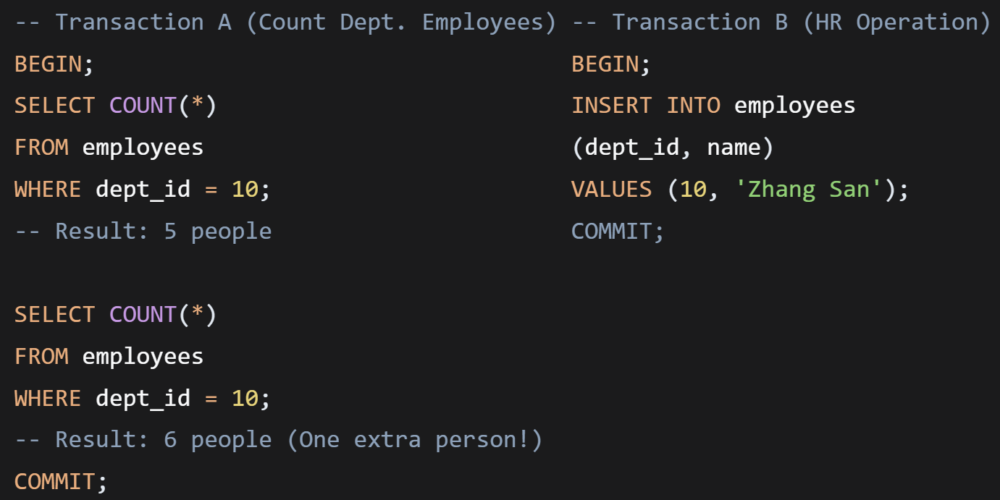 -- Transaction A (Count Dept. Employees) -- Transaction B (HR Operation)
BEGIN;                                   BEGIN;
SELECT COUNT(*)                          INSERT INTO employees
FROM employees                           (dept_id, name)
WHERE dept_id = 10;                      VALUES (10, 'Zhang San');
-- Result: 5 people                      COMMIT;

SELECT COUNT(*)
FROM employees
WHERE dept_id = 10;
-- Result: 6 people (One extra person!)
COMMIT;